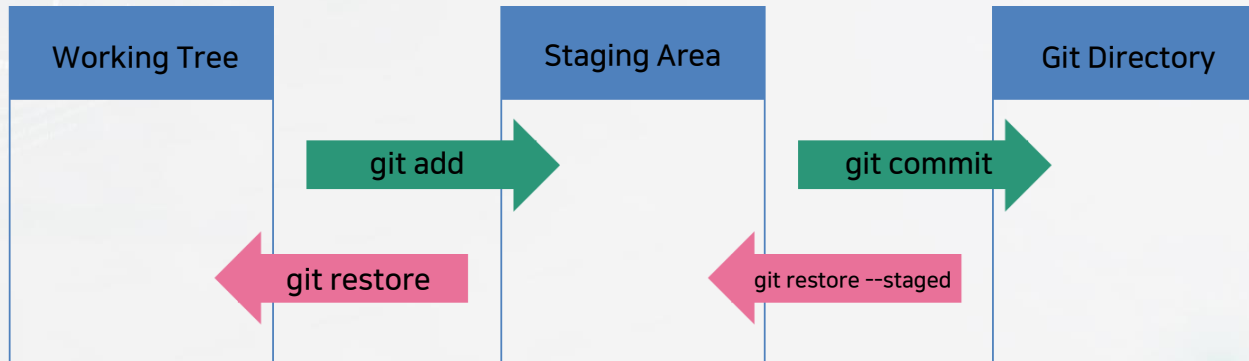 Working Tree
Staging Area
Git Directory
git add
git commit
git restore
git restore --staged